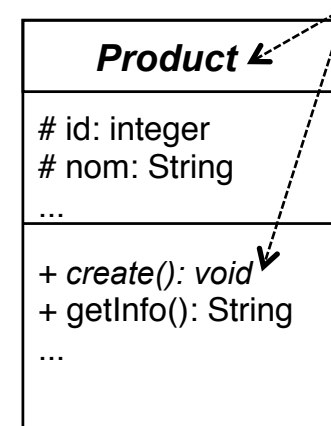 Product
# id: integer
# nom: String
...
+ create(): void
+ getInfo(): String
...